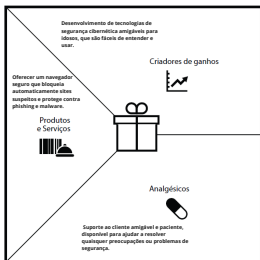 Desenvolvimento de tecnologias de
segurança cibernética amigáveis para
idosos, que são fáceis de entender e
usar.
Criadores de ganhos
Oferecer um navegador
seguro que bloqueia
automaticamente sites
suspeitos e protege contra
phishing e malware.
Produtos
e Serviços
Analgésicos
Suporte ao cliente amigável e paciente,
disponível para ajudar a resolver
quaisquer preocupações ou problemas de
segurança.